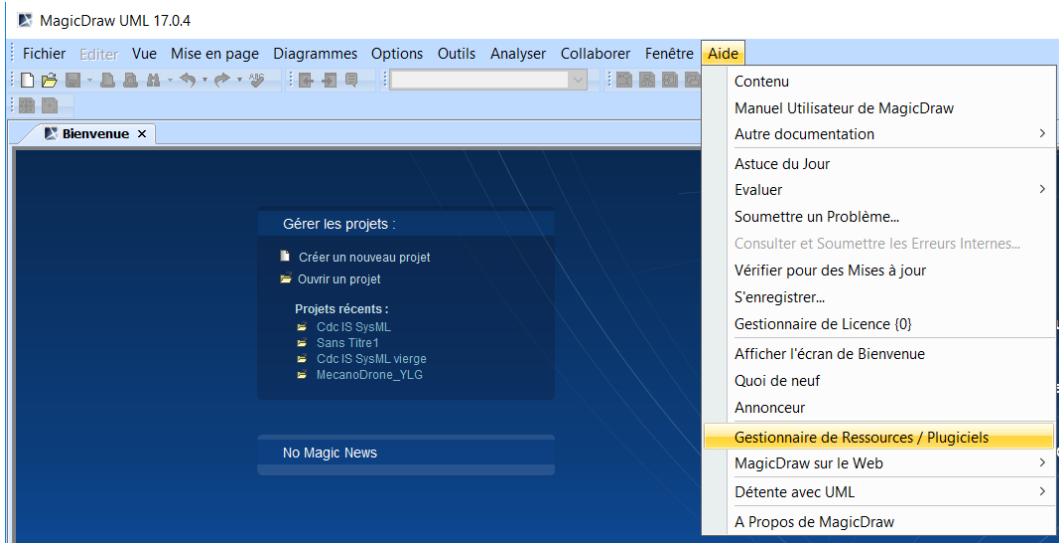 MagicDraw UML 17.0.4
Fichier Editer Vue Mise en page Diagrammes Options Outils Analyser Collaborer Fenêtre Aide
Bienvenue
Gérer les projets :
Créer un nouveau projet
Ouvrir un projet
Projets récents :
Cdc IS SysML
Sans Titre1
Cdc IS SysML vierge
MecanoDrone_YLG
No Magic News
Contenu
Manuel Utilisateur de MagicDraw
Autre documentation
Astuce du Jour
Evaluer
Soumettre un Problème...
Consulter et Soumettre les Erreurs Internes...
Vérifier pour des Mises à jour
S'enregistrer...
Gestionnaire de Licence {0}
Afficher l'écran de Bienvenue
Quoi de neuf
Annonceur
Gestionnaire de Ressources / Plugiciels
MagicDraw sur le Web
Détente avec UML
A Propos de MagicDraw